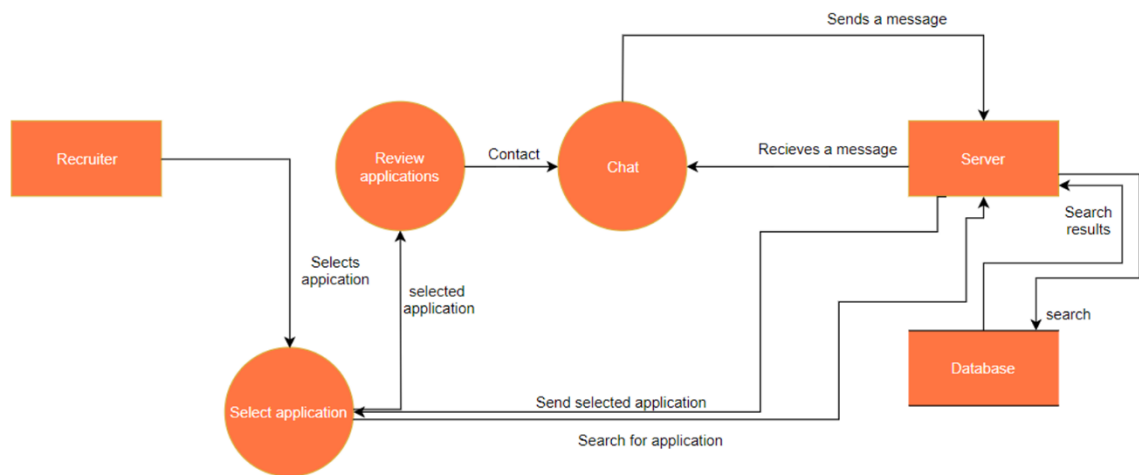 Sends a message
Recruiter
Review
applications
Contact
Chat
Recieves a message
Server
Search
results
Selects
appication
selected
application
search
Database
Select application
Send selected application
Search for application